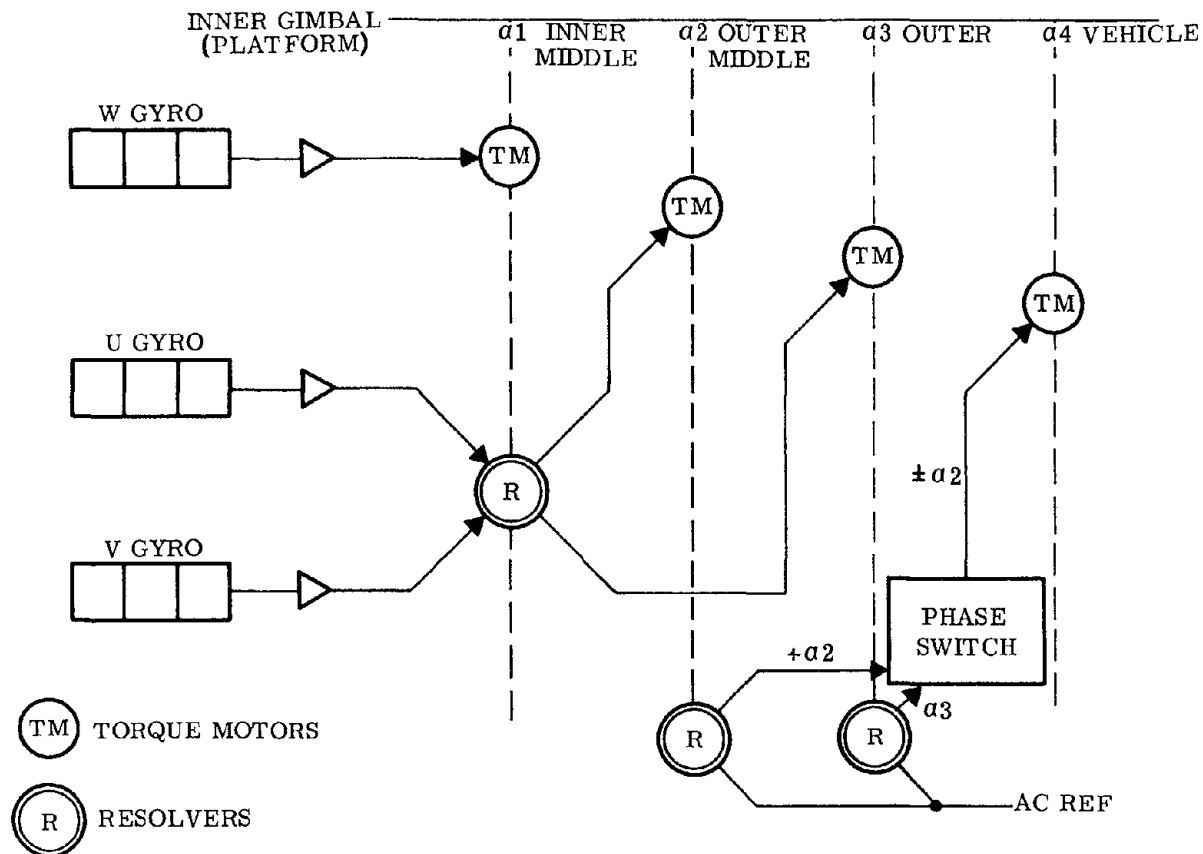 INNER GIMBAL
(PLATFORM)
α1 INNER
MIDDLE
α2 OUTER
MIDDLE
α3 OUTER
α4 VEHICLE
W GYRO
TM
TM
TM
TM
U GYRO
R
V GYRO
±α2
PHASE
SWITCH
+α2
α3
R
R
AC REF
TM TORQUE MOTORS
R RESOLVERS